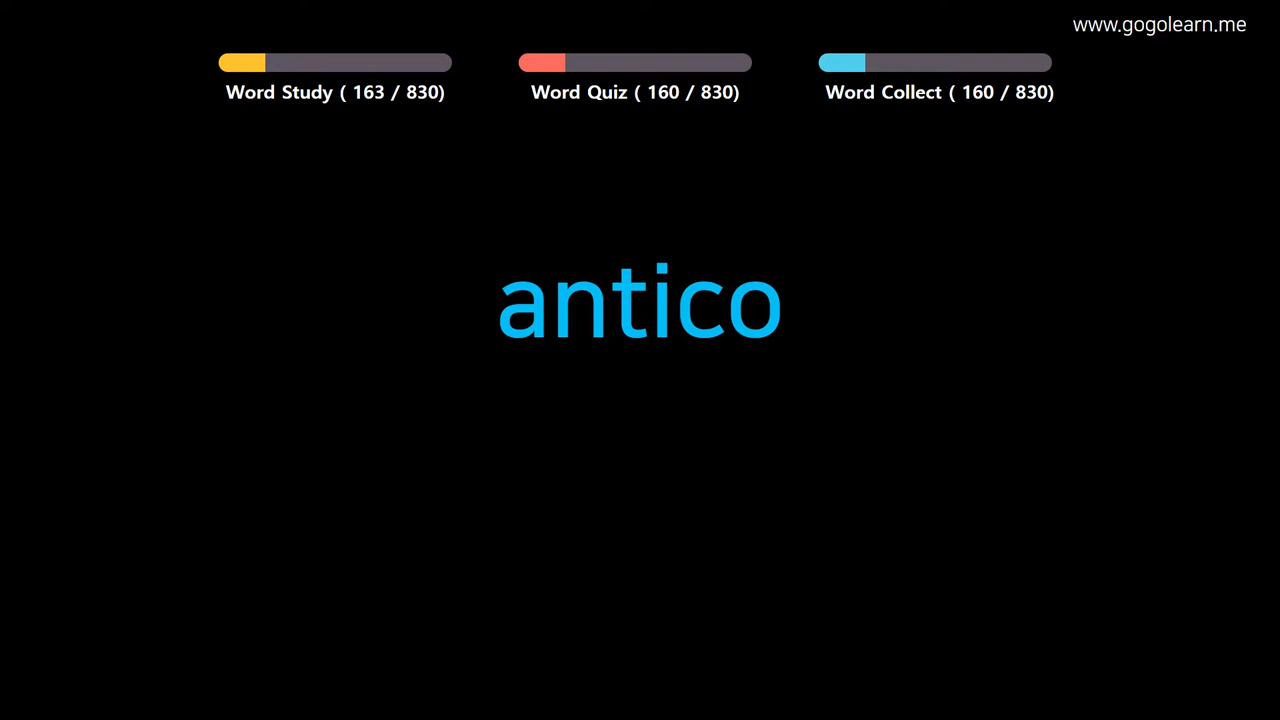 www.gogolearn.me
Word Study ( 163 / 830)
Word Quiz ( 160 / 830)
Word Collect ( 160 / 830)
antico